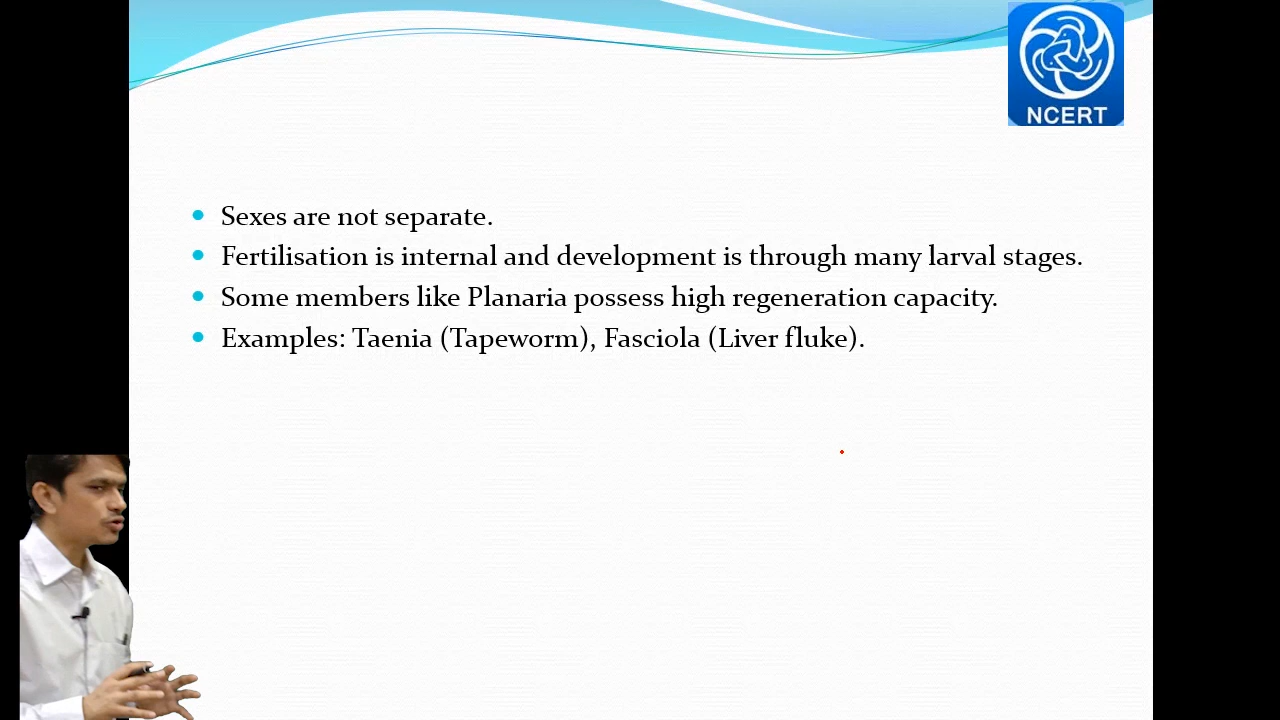 NCERT
Sexes are not separate.
Fertilisation is internal and development is through many larval stages.
Some members like Planaria possess high regeneration capacity.
Examples: Taenia (Tapeworm), Fasciola (Liver fluke).